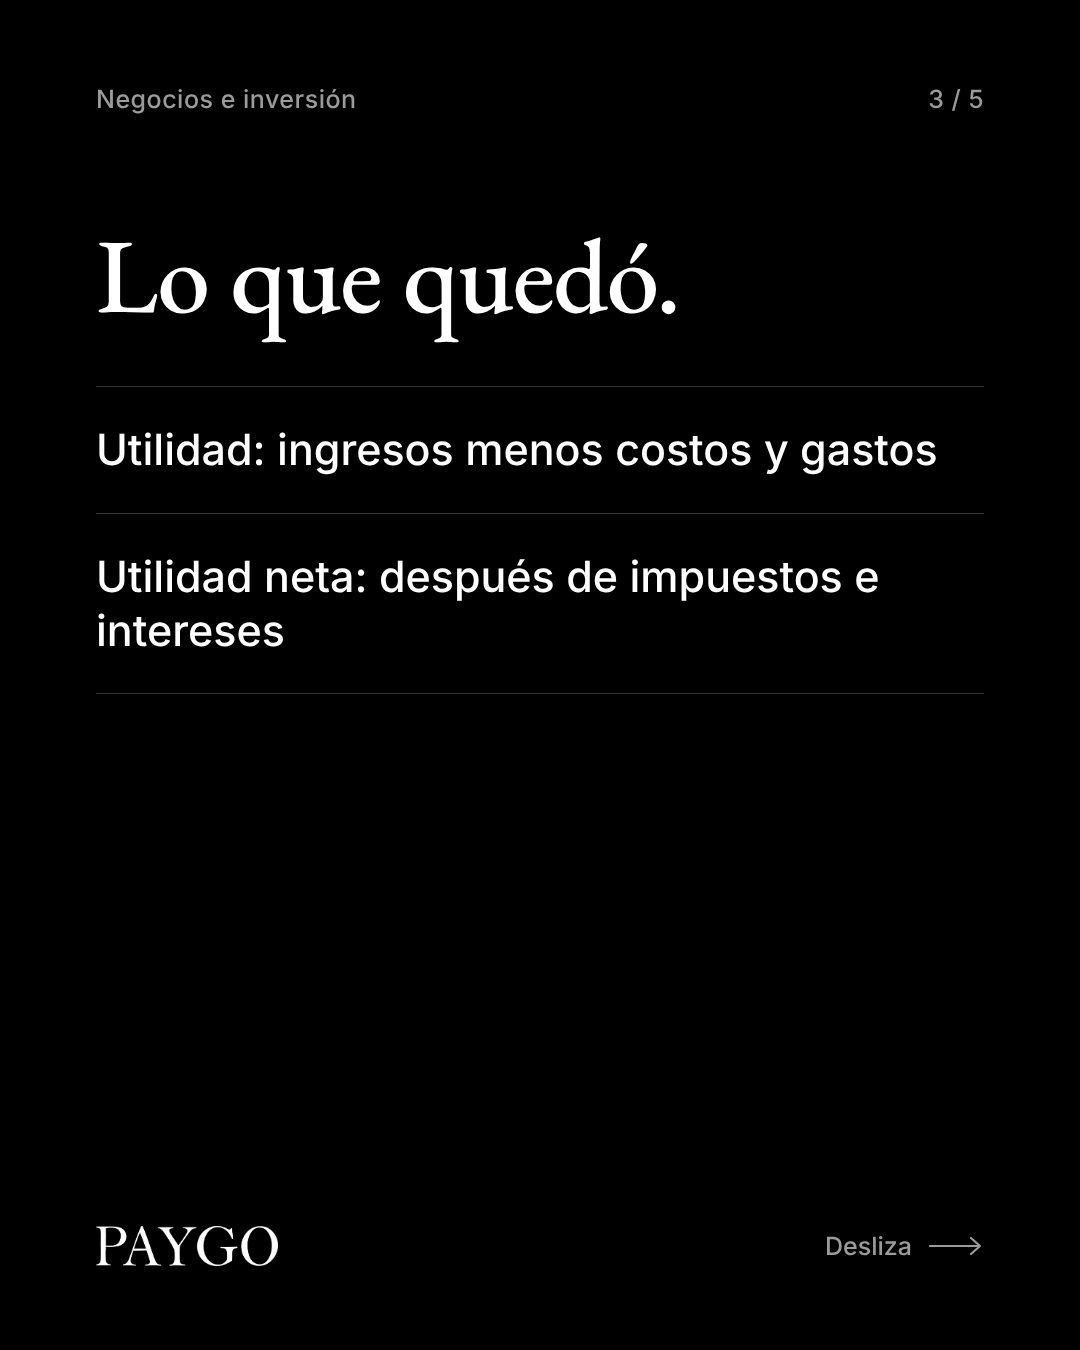 Negocios e inversión
3 / 5
Lo que quedó.
Utilidad: ingresos menos costos y gastos
Utilidad neta: después de impuestos e
intereses
PAYGO
Desliza